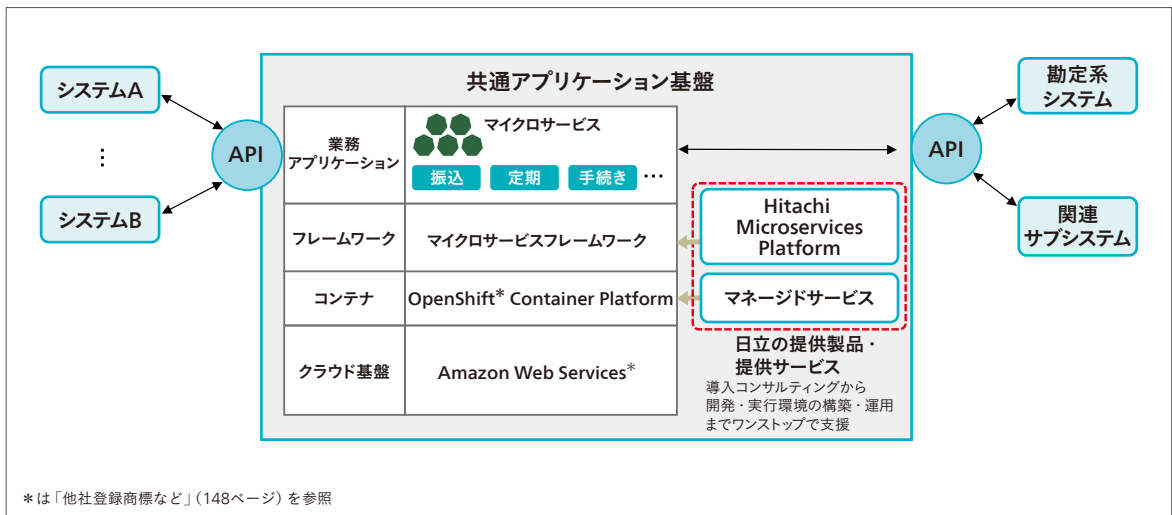 共通アプリケーション基盤
システムA
⋮
システムB
API
業務
アプリケーション
マイクロサービス
振込
定期
手続き
…
フレームワーク
マイクロサービスフレームワーク
コンテナ
OpenShift* Container Platform
クラウド基盤
Amazon Web Services*
Hitachi
Microservices
Platform
マネージドサービス
日立の提供製品・
提供サービス
導入コンサルティングから
開発・実行環境の構築・運用
までワンストップで支援
API
勘定系
システム
関連
サブシステム
*は「他社登録商標など」(148ページ)を参照